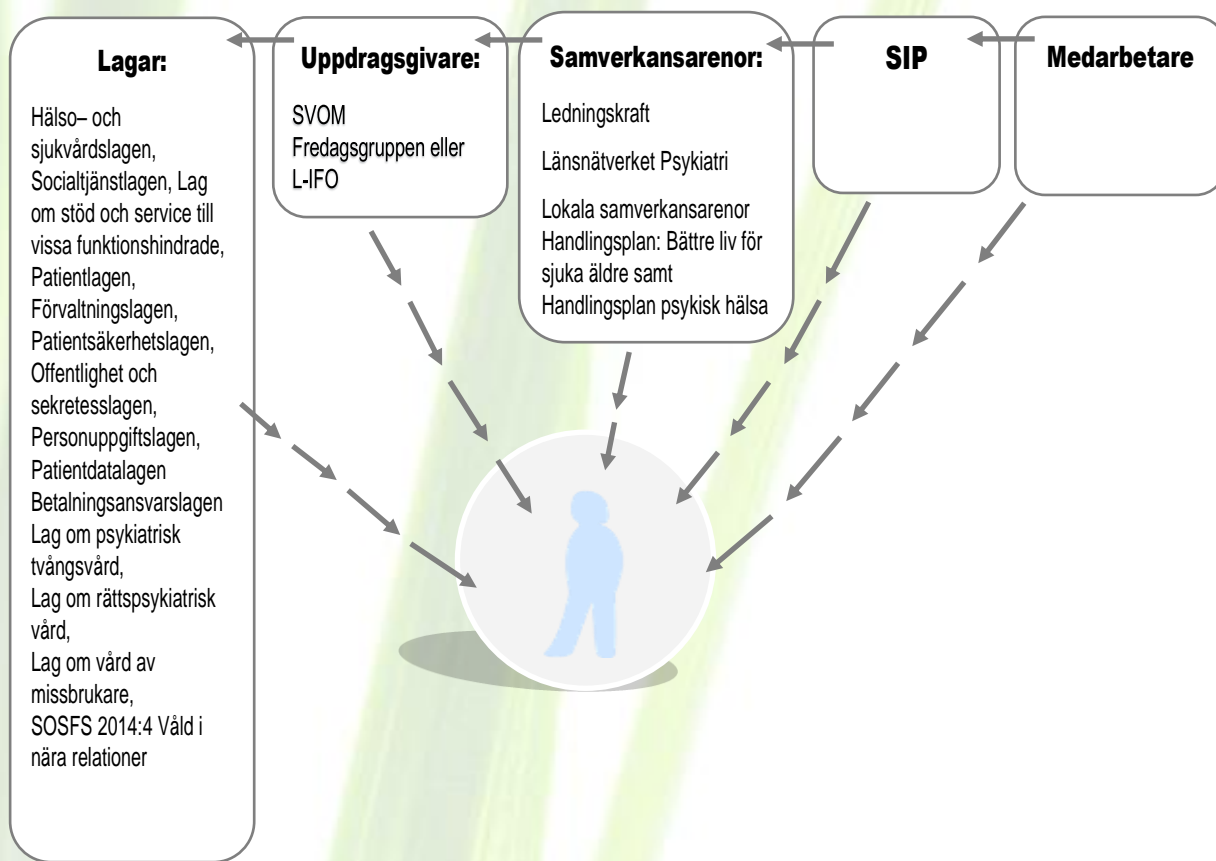 Lagar:
Hälso– och
sjukvårdslagen,
Socialtjänstlagen, Lag
om stöd och service till
vissa funktionshindrade,
Patientlagen,
Förvaltningslagen,
Patientsäkerhetslagen,
Offentlighet och
sekretesslagen,
Personuppgiftslagen,
Patientdatalagen
Betalningsansvarslagen
Lag om psykiatrisk
tvångsvård,
Lag om rättspsykiatrisk
vård,
Lag om vård av
missbrukare,
SOSFS 2014:4 Våld i
nära relationer
Uppdragsgivare:
SVOM
Fredagsgruppen eller
L-IFO
Samverkansarenor:
Ledningskraft
Länsnätverket Psykiatri
Lokala samverkansarenor
Handlingsplan: Bättre liv för
sjuka äldre samt
Handlingsplan psykisk hälsa
SIP
Medarbetare